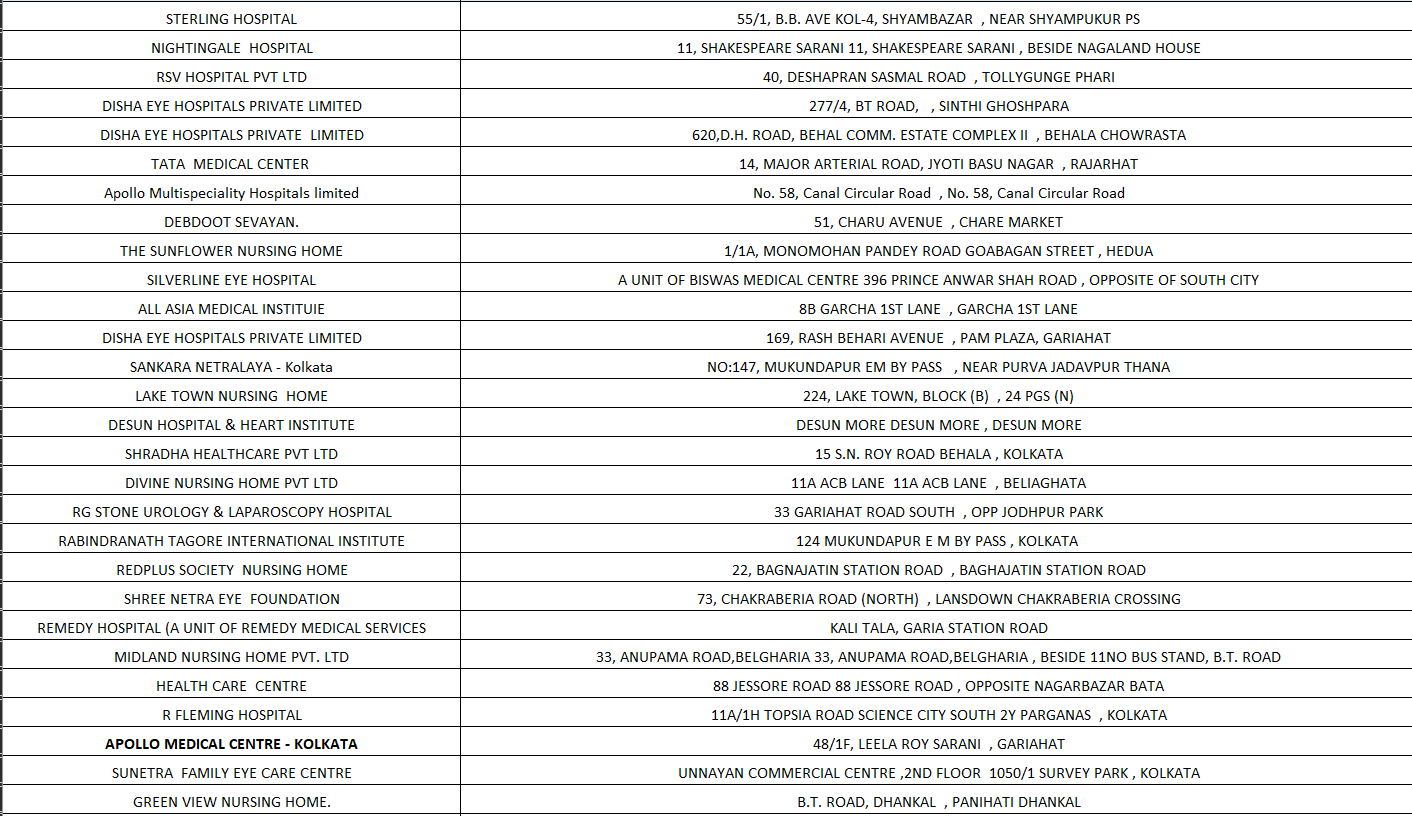 STERLING HOSPITAL 55/1, B.B. AVE KOL-4, SHYAMBAZAR , NEAR SHYAMPUKUR PS
NIGHTINGALE HOSPITAL 11, SHAKESPEARE SARANI 11, SHAKESPEARE SARANI , BESIDE NAGALAND HOUSE
RSV HOSPITAL PVT LTD 40, DESHAPRAN SASMAL ROAD , TOLLYGUNGE PHARI
DISHA EYE HOSPITALS PRIVATE LIMITED 277/4, BT ROAD, , SINTHI GHOSHPARA
DISHA EYE HOSPITALS PRIVATE LIMITED 620,D.H. ROAD, BEHAL COMM. ESTATE COMPLEX II , BEHALA CHOWRASTA
TATA MEDICAL CENTER 14, MAJOR ARTERIAL ROAD, JYOTI BASU NAGAR , RAJARHAT
Apollo Multispeciality Hospitals limited No. 58, Canal Circular Road , No. 58, Canal Circular Road
DEBDOOT SEVAYAN. 51, CHARU AVENUE , CHARE MARKET
THE SUNFLOWER NURSING HOME 1/1A, MONOMOHAN PANDEY ROAD GOABAGAN STREET , HEDUA
SILVERLINE EYE HOSPITAL A UNIT OF BISWAS MEDICAL CENTRE 396 PRINCE ANWAR SHAH ROAD , OPPOSITE OF SOUTH CITY
ALL ASIA MEDICAL INSTITUIE 8B GARCHA 1ST LANE , GARCHA 1ST LANE
DISHA EYE HOSPITALS PRIVATE LIMITED 169, RASH BEHARI AVENUE , PAM PLAZA, GARIAHAT
SANKARA NETRALAYA - Kolkata NO:147, MUKUNDAPUR EM BY PASS , NEAR PURVA JADAVPUR THANA
LAKE TOWN NURSING HOME 224, LAKE TOWN, BLOCK (B) , 24 PGS (N)
DESUN HOSPITAL & HEART INSTITUTE DESUN MORE DESUN MORE , DESUN MORE
SHRADHA HEALTHCARE PVT LTD 15 S.N. ROY ROAD BEHALA , KOLKATA
DIVINE NURSING HOME PVT LTD 11A ACB LANE 11A ACB LANE , BELIAGHATA
RG STONE UROLOGY & LAPAROSCOPY HOSPITAL 33 GARIAHAT ROAD SOUTH , OPP JODHPUR PARK
RABINDRANATH TAGORE INTERNATIONAL INSTITUTE 124 MUKUNDAPUR E M BY PASS , KOLKATA
REDPLUS SOCIETY NURSING HOME 22, BAGNAJATIN STATION ROAD , BAGHAJATIN STATION ROAD
SHREE NETRA EYE FOUNDATION 73, CHAKRABERIA ROAD (NORTH) , LANSDOWN CHAKRABERIA CROSSING
REMEDY HOSPITAL (A UNIT OF REMEDY MEDICAL SERVICES KALI TALA, GARIA STATION ROAD
MIDLAND NURSING HOME PVT. LTD 33, ANUPAMA ROAD,BELGHARIA 33, ANUPAMA ROAD,BELGHARIA , BESIDE 11NO BUS STAND, B.T. ROAD
HEALTH CARE CENTRE 88 JESSORE ROAD 88 JESSORE ROAD , OPPOSITE NAGARBAZAR BATA
R FLEMING HOSPITAL 11A/1H TOPSIA ROAD SCIENCE CITY SOUTH 2Y PARGANAS , KOLKATA
APOLLO MEDICAL CENTRE - KOLKATA 48/1F, LEELA ROY SARANI , GARIAHAT
SUNETRA FAMILY EYE CARE CENTRE UNNAYAN COMMERCIAL CENTRE ,2ND FLOOR 1050/1 SURVEY PARK , KOLKATA
GREEN VIEW NURSING HOME. B.T. ROAD, DHANKAL , PANIHATI DHANKAL